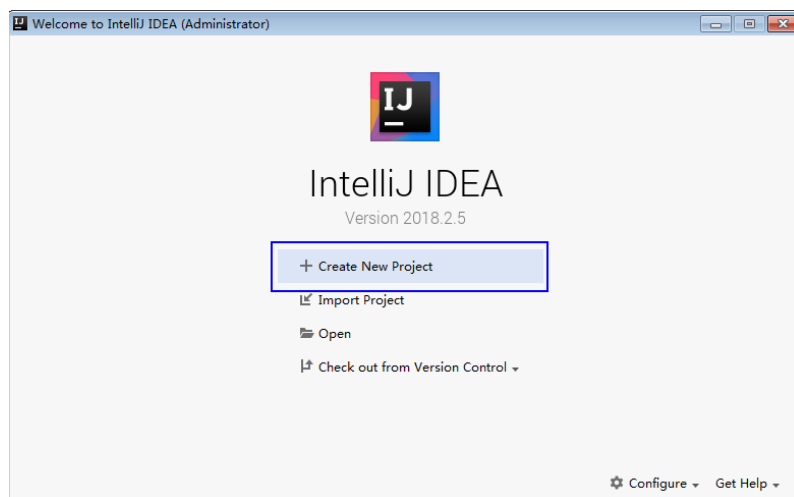 Welcome to IntelliJ IDEA (Administrator)
IJ
IntelliJ IDEA
Version 2018.2.5
Create New Project
Import Project
Open
Check out from Version Control
Configure Get Help